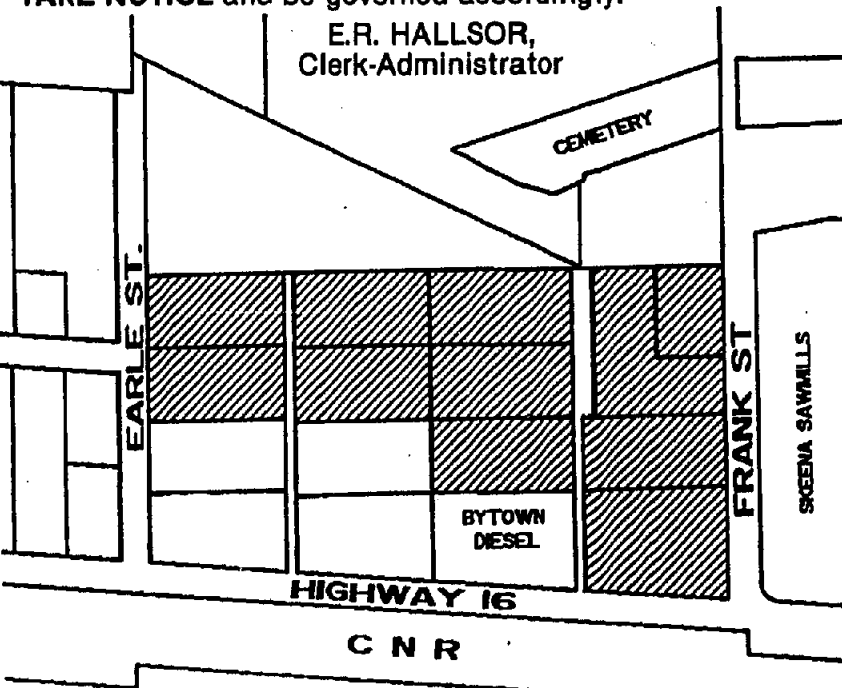 TAKE NOTICE and be governed accordingly.
E.R. HALLSOR,
Clerk-Administrator
CEMETERY
EARLE ST.
FRANK ST
SKEENA SAWMILLS
BYTOWN
DIESEL
HIGHWAY 16
C N R